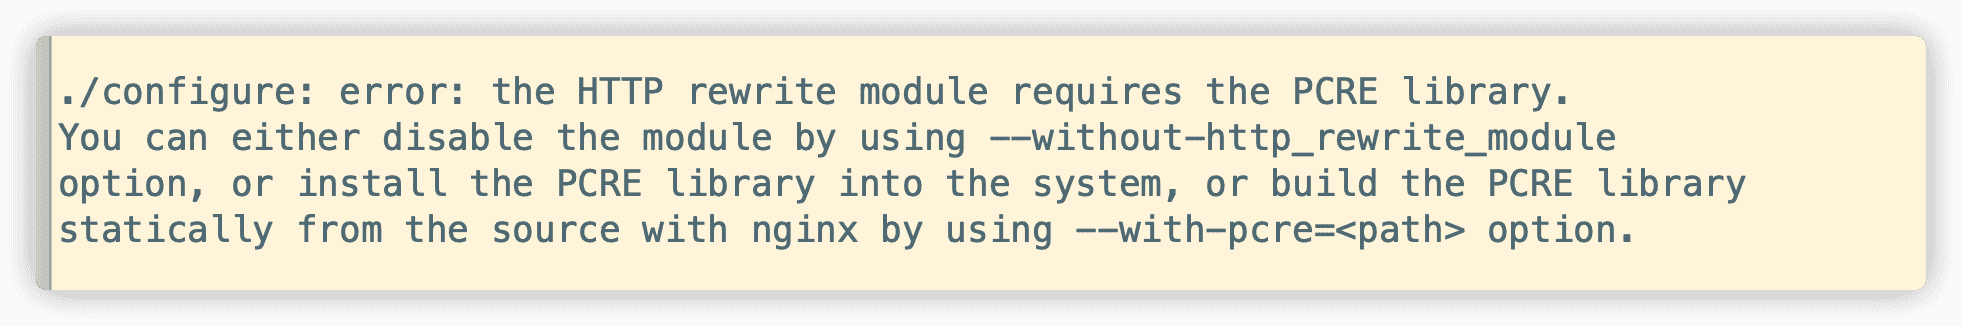 ./configure: error: the HTTP rewrite module requires the PCRE library.
You can either disable the module by using --without-http_rewrite_module
option, or install the PCRE library into the system, or build the PCRE library
statically from the source with nginx by using --with-pcre=<path> option.